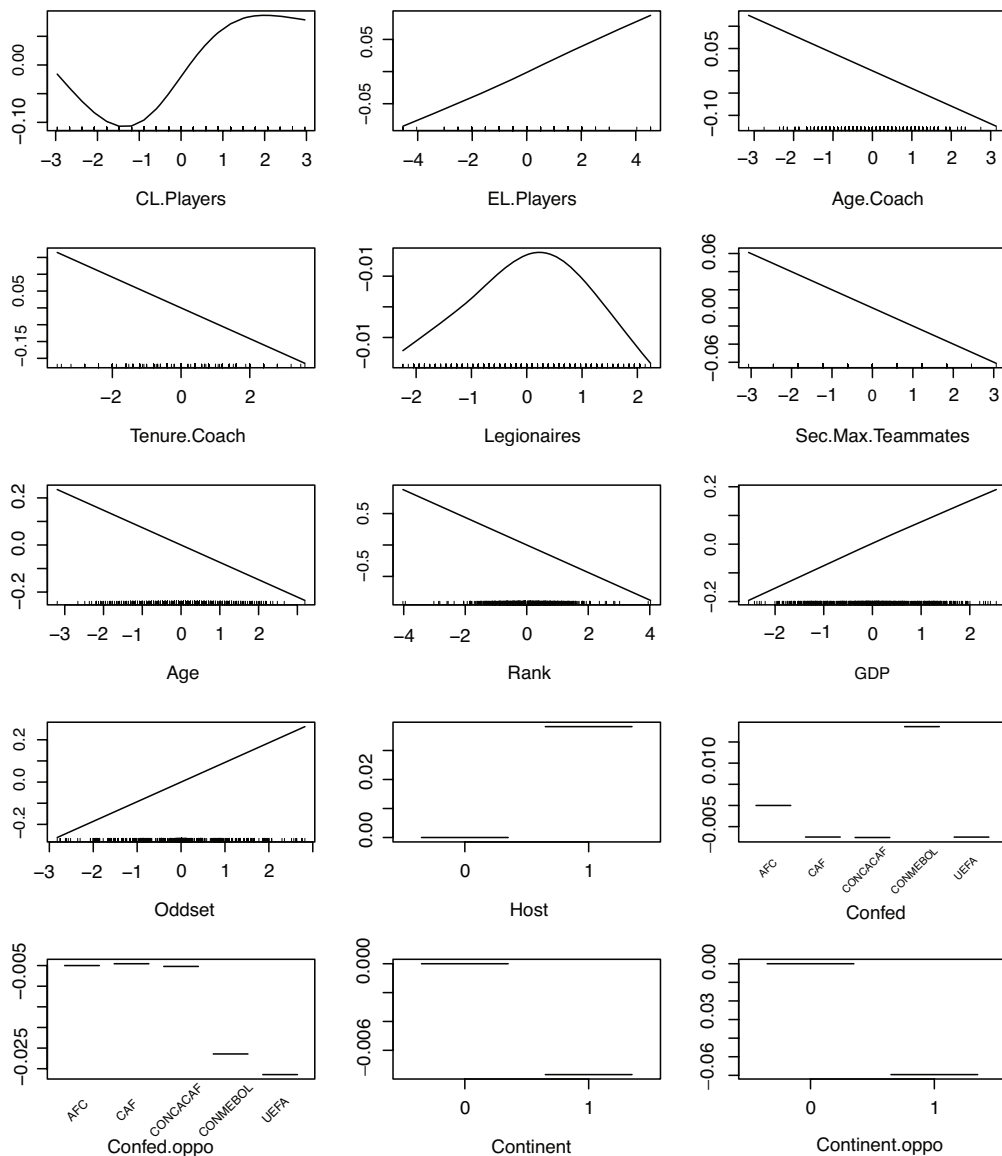 −0.10 0.00
−3 −2 −1 0 1 2 3
CL.Players
−0.05 0.05
−4 −2 0 2 4
EL.Players
−0.10 0.05
−3 −2 −1 0 1 2 3
Age.Coach
−0.15 0.05
−2 0 2
Tenure.Coach
−0.01 −0.01
−2 −1 0 1 2
Legionaires
−0.06 0.00 0.06
−3 −2 −1 0 1 2 3
Sec.Max.Teammates
−0.2 0.0 0.2
−3 −2 −1 0 1 2
Age
−0.5 0.5
−4 −2 0 2 4
Rank
−0.2 0.0 0.2
−2 −1 0 1 2
GDP
−0.2 0.0 0.2
−3 −2 −1 0 1 2 3
Oddset
0.00 0.02
0 1
Host
−0.005 0.010
AFC CAF CONCACAF CONMEBOL UEFA
Confed
−0.025 −0.005
AFC CAF CONCACAF CONMEBOL UEFA
Confed.oppo
−0.006 0.000
0 1
Continent
−0.06 0.03 0.00
0 1
Continent.oppo